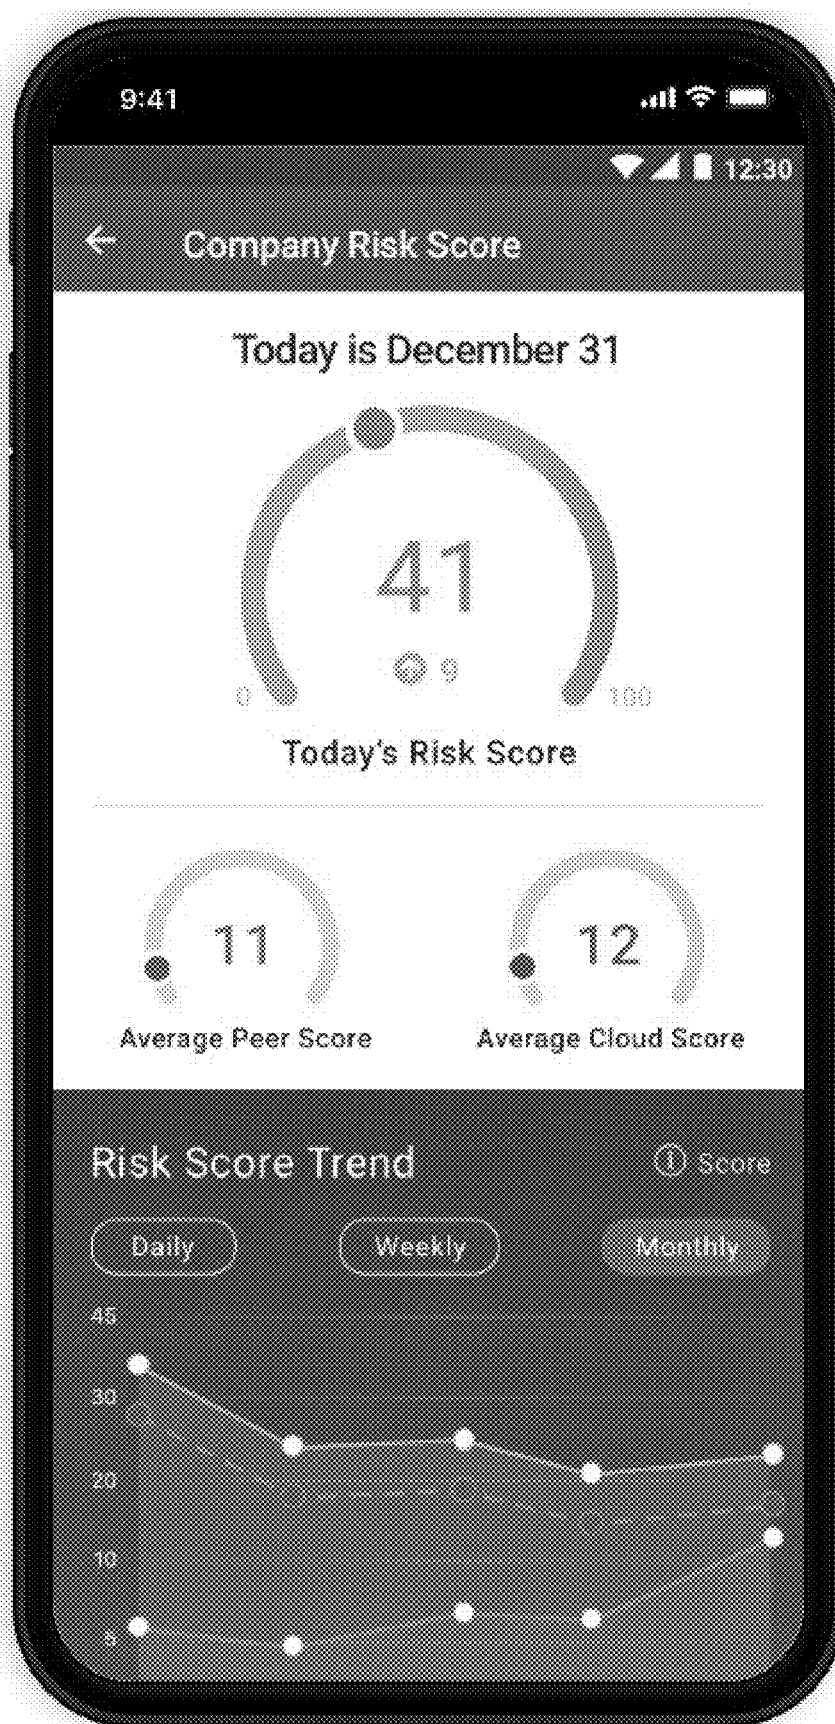 9:41
12:30
Company Risk Score
Today is December 31
41
9
0
100
Today's Risk Score
11
12
Average Peer Score
Average Cloud Score
Risk Score Trend
Score
Daily
Weekly
Monthly
45
30
20
10
5